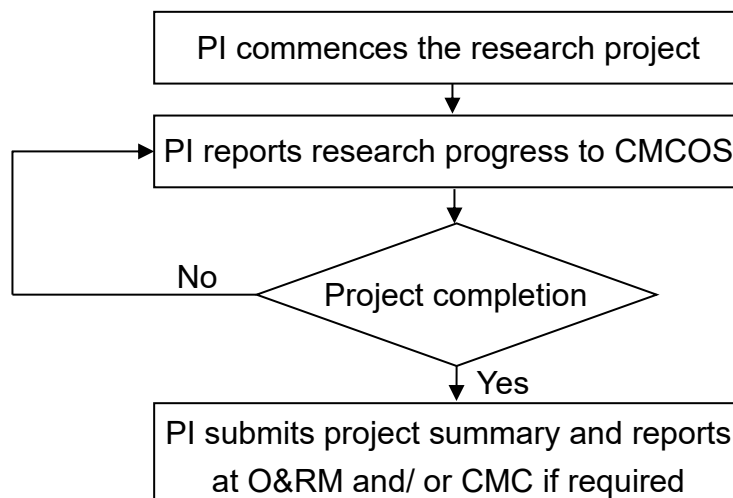 PI commences the research project
PI reports research progress to CMCOS
No
Project completion
Yes
PI submits project summary and reports
at O&RM and/ or CMC if required